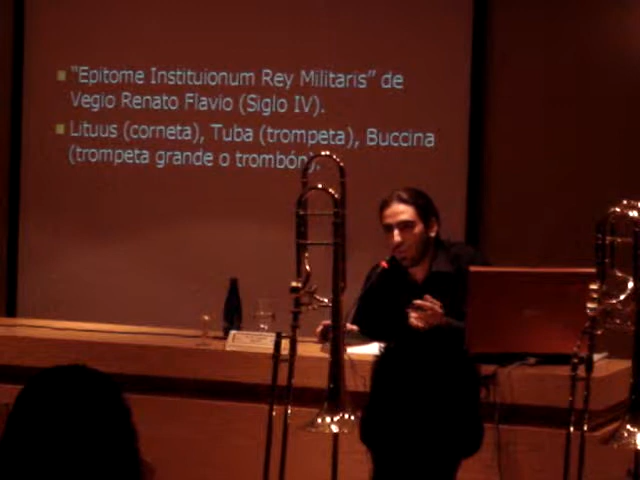 “Epitome Instituionum Rey Militaris” de
Vegio Renato Flavio (Siglo IV).
Lituus (corneta), Tuba (trompeta), Buccina
(trompeta grande o trombón).